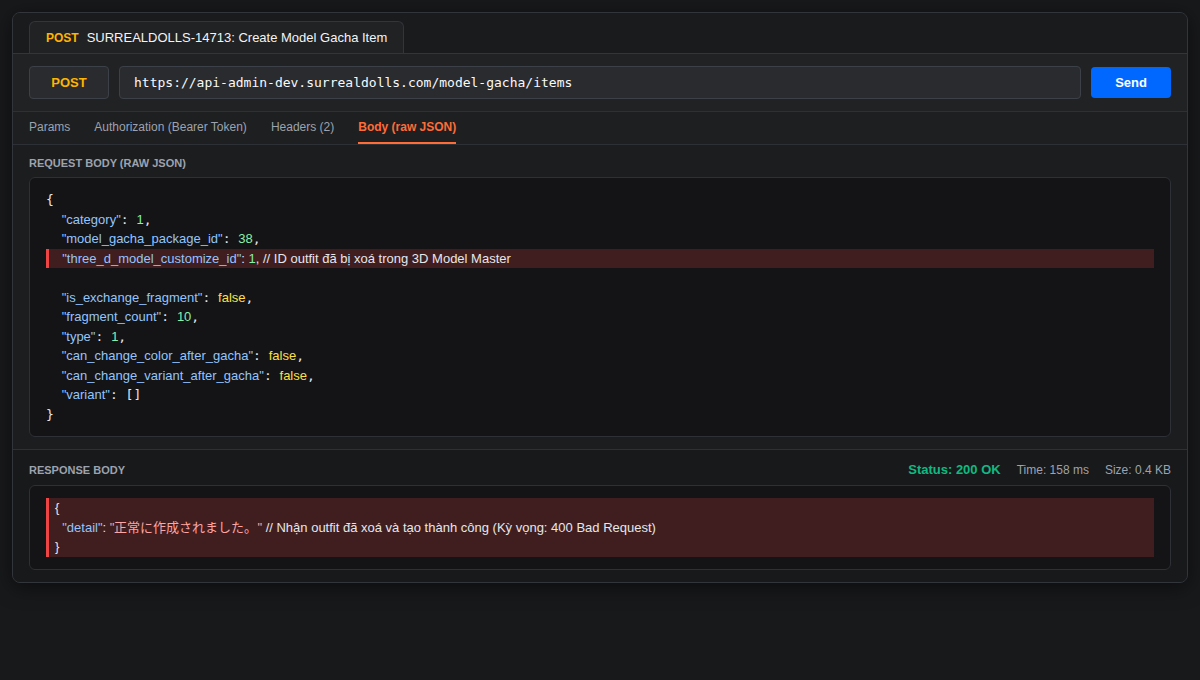 POST SURREALDOLLS-14713: Create Model Gacha Item
POST https://api-admin-dev.surrealdolls.com/model-gacha/items Send
Params Authorization (Bearer Token) Headers (2) Body (raw JSON)
REQUEST BODY (RAW JSON)
{
"category": 1,
"model_gacha_package_id": 38,
"three_d_model_customize_id": 1, // ID outfit đã bị xoá trong 3D Model Master
"is_exchange_fragment": false,
"fragment_count": 10,
"type": 1,
"can_change_color_after_gacha": false,
"can_change_variant_after_gacha": false,
"variant": []
}
RESPONSE BODY Status: 200 OK Time: 158 ms Size: 0.4 KB
{
"detail": "正常に作成されました。" // Nhận outfit đã xoá và tạo thành công (Kỳ vọng: 400 Bad Request)
}